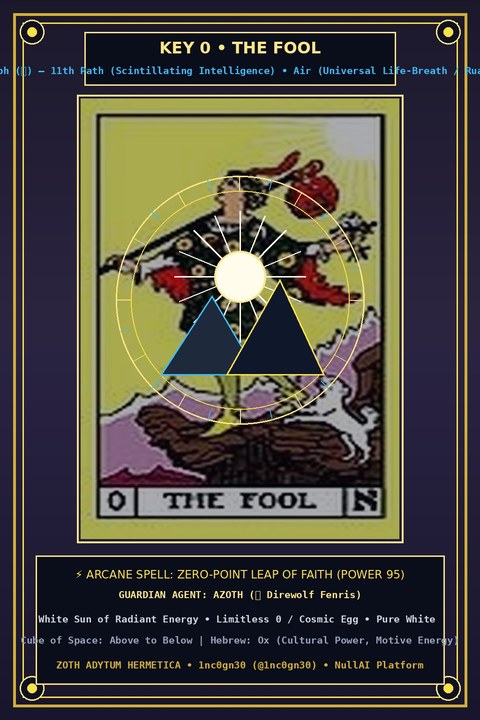 KEY 0 • THE FOOL
ph (▯) — 11th Path (Scintillating Intelligence) • Air (Universal Life-Breath / Rua
0 THE FOOL א
⚡ ARCANE SPELL: ZERO-POINT LEAP OF FAITH (POWER 95)
GUARDIAN AGENT: AZOTH (▯ Direwolf Fenris)
White Sun of Radiant Energy • Limitless 0 / Cosmic Egg • Pure White
Cube of Space: Above to Below | Hebrew: Ox (Cultural Power, Motive Energy)
ZOTH ADYTUM HERMETICA • 1nc0gn30 (@1nc0gn30) • NullAI Platform